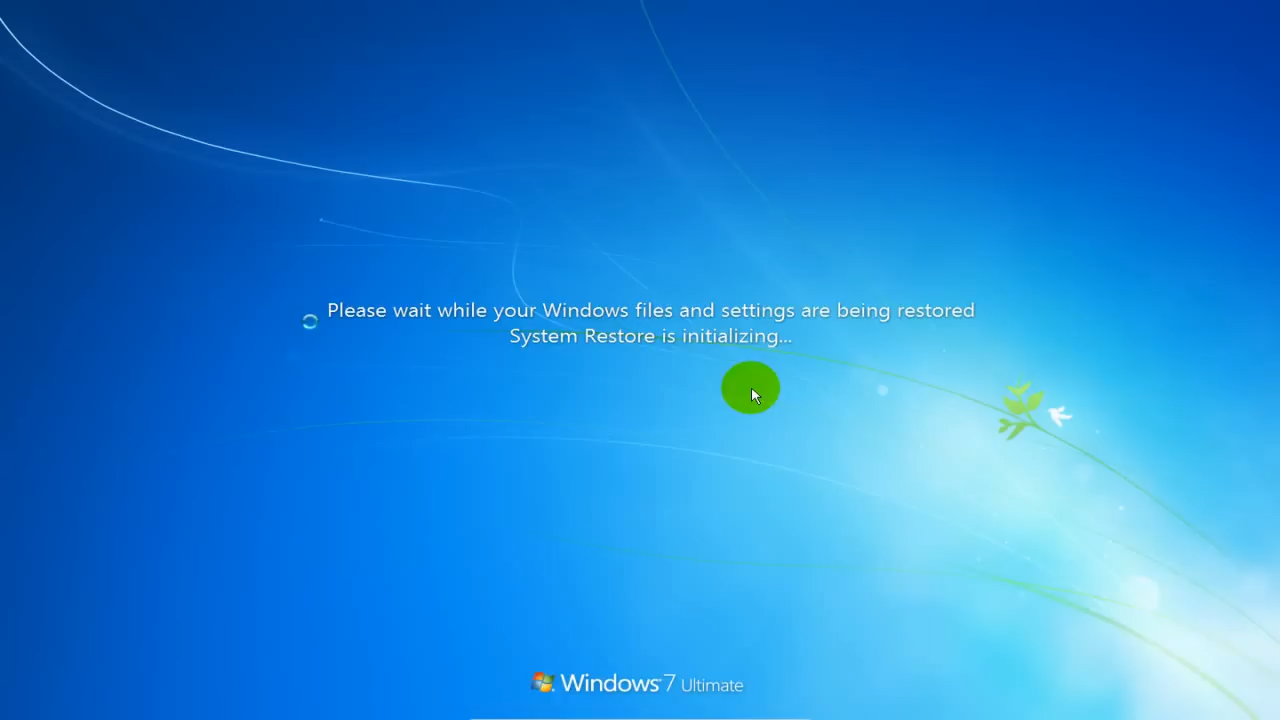 Please wait while your Windows files and settings are being restored
System Restore is initializing...
Windows 7 Ultimate